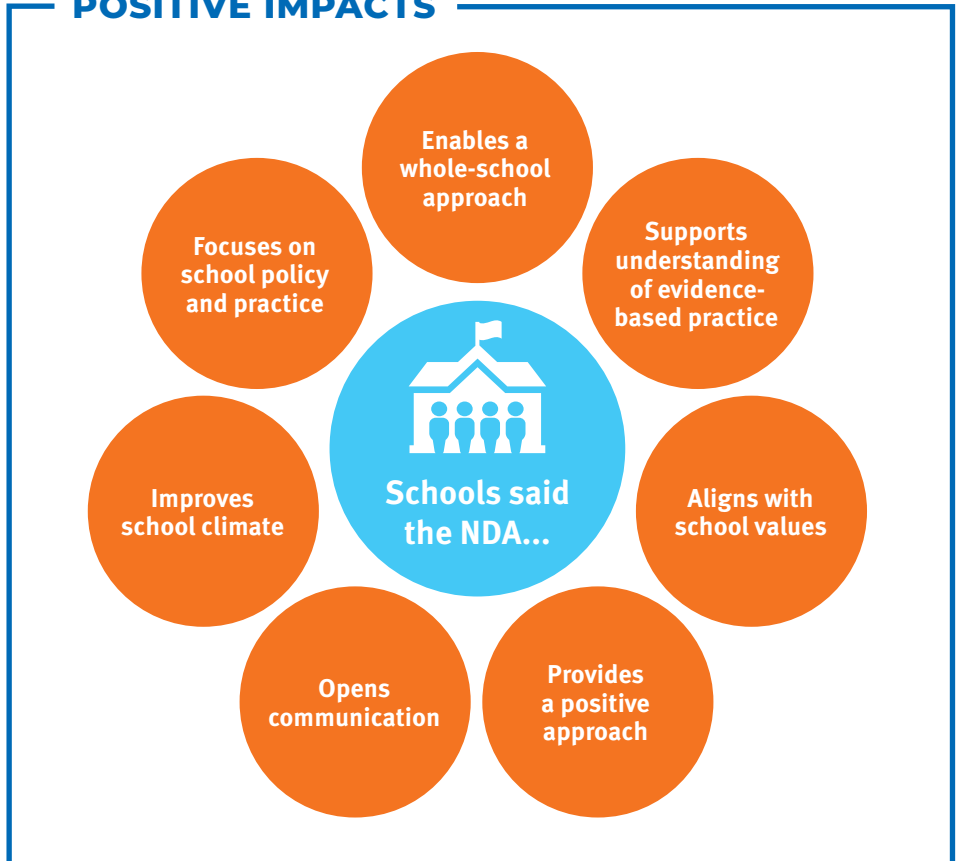 POSITIVE IMPACTS
Enables a
whole-school
approach
Supports
understanding
of evidence-
based practice
Aligns with
school values
Provides
a positive
approach
Opens
communication
Improves
school climate
Focuses on
school policy
and practice
Schools said
the NDA...